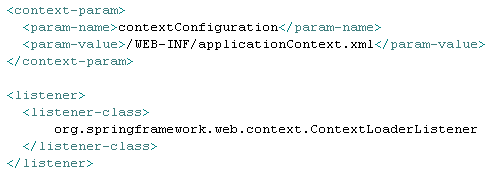 <context-param>
<param-name>contextConfiguration</param-name>
<param-value>/WEB-INF/applicationContext.xml</param-value>
</context-param>
<listener>
<listener-class>
org.springframework.web.context.ContextLoaderListener
</listener-class>
</listener>